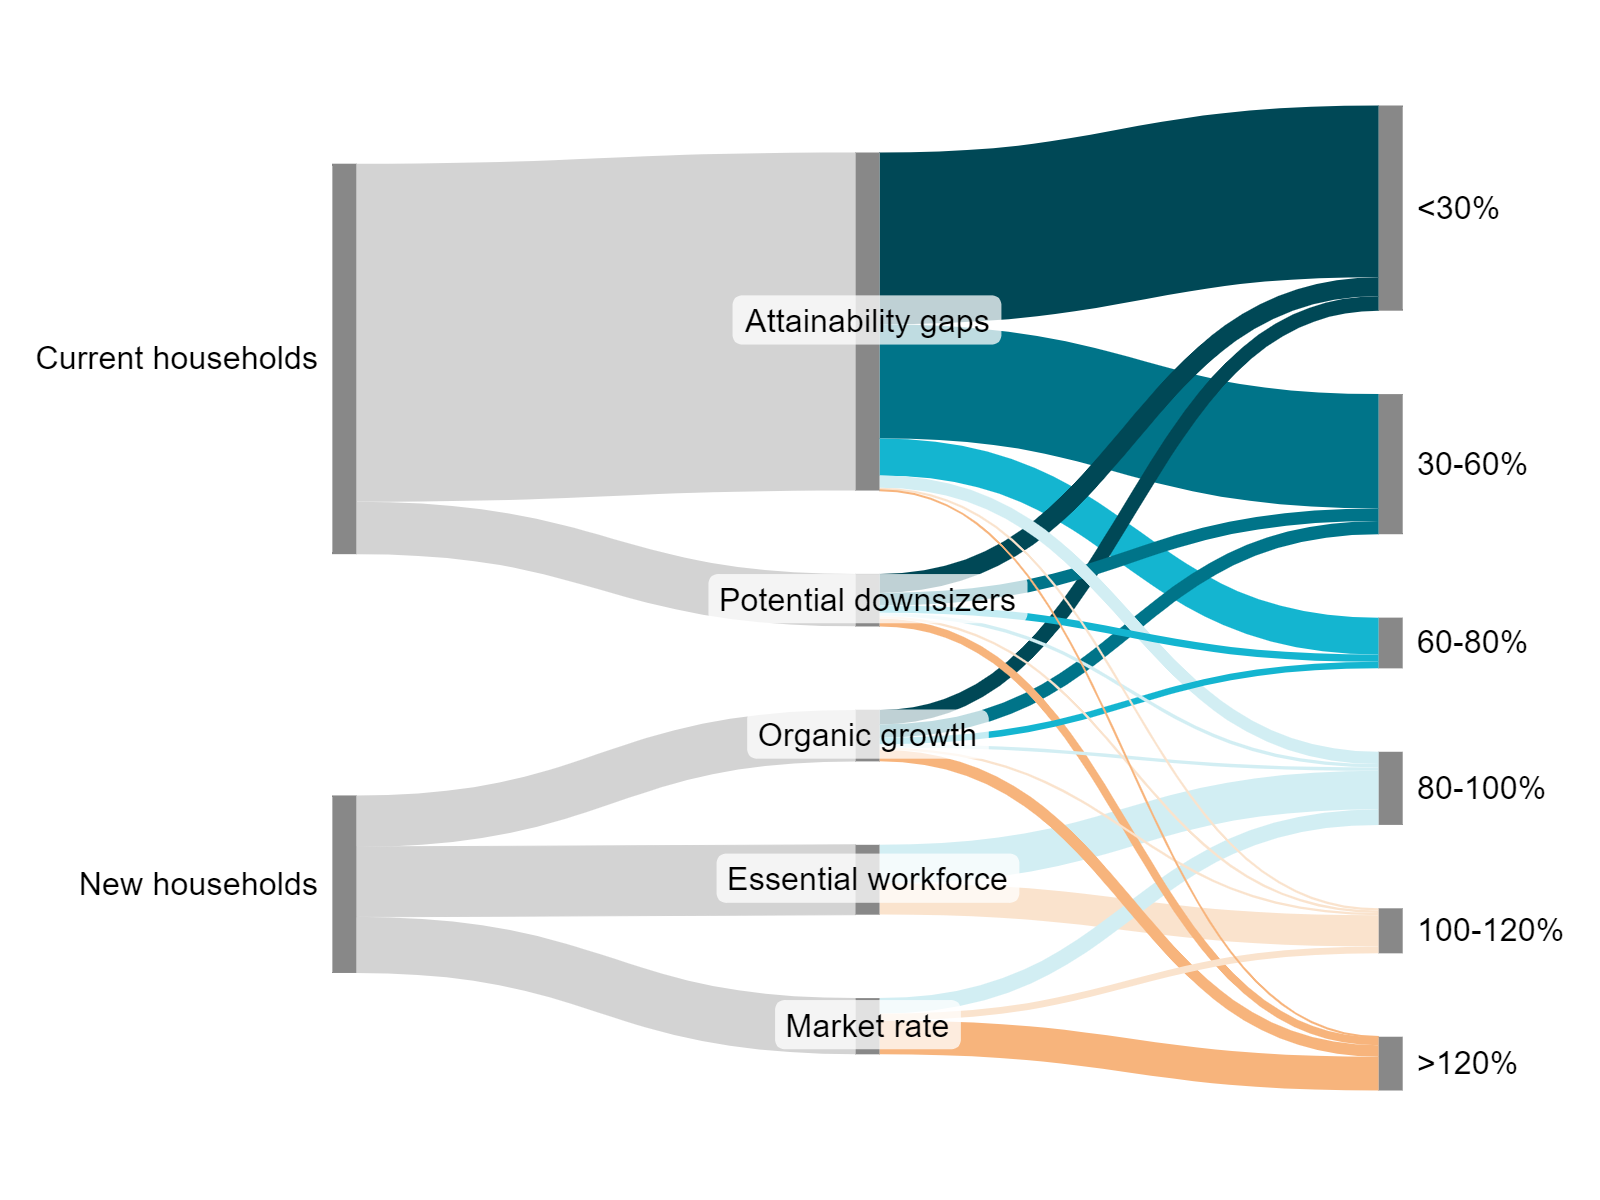 Current households
New households
Attainability gaps
Potential downsizers
Organic growth
Essential workforce
Market rate
<30%
30-60%
60-80%
80-100%
100-120%
>120%